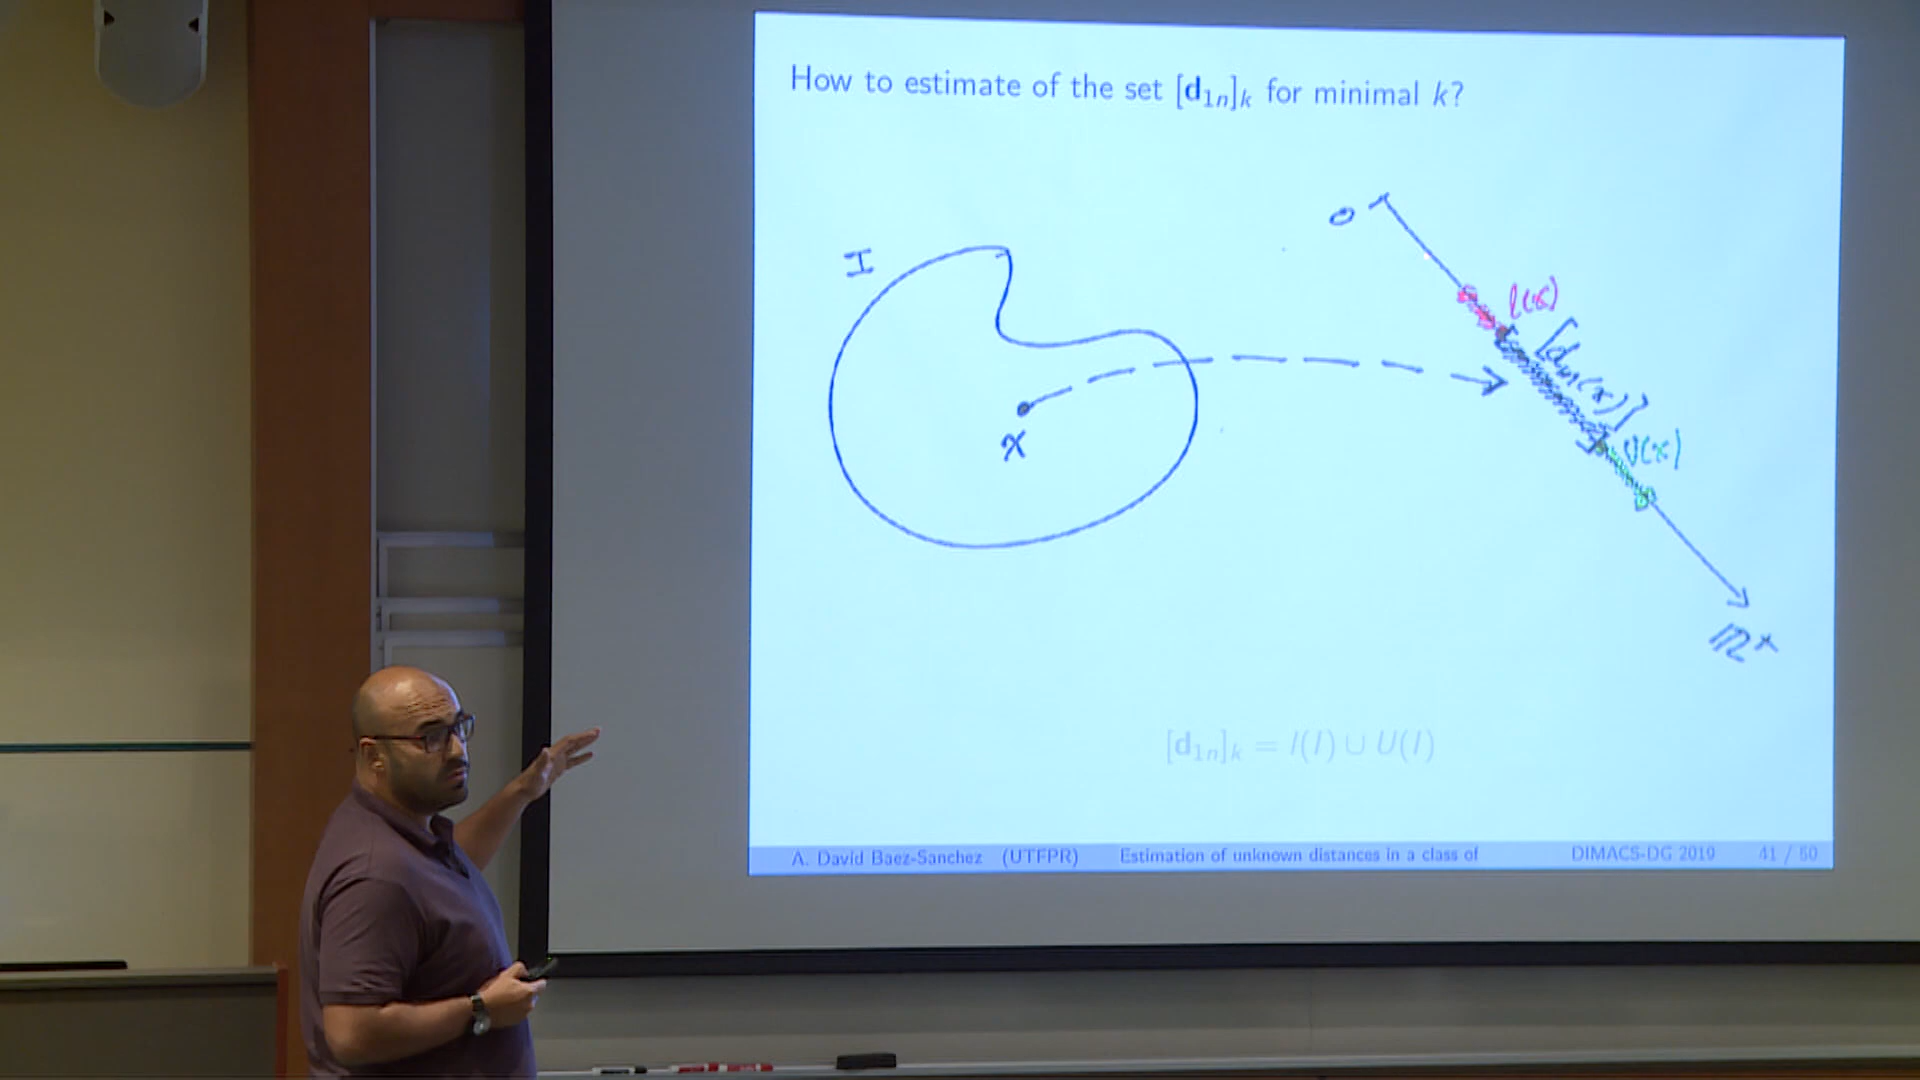 How to estimate of the set [d₁ₙ]ₖ for minimal k?
I
0
l(x)
[d₁ₙ(x)]
U(x)
x
ℝ⁺
[d₁ₙ]ₖ = l(I) ∪ U(I)
A. David Baez-Sanchez (UTFPR) Estimation of unknown distances in a class of DIMACS-DG 2019 41 / 50